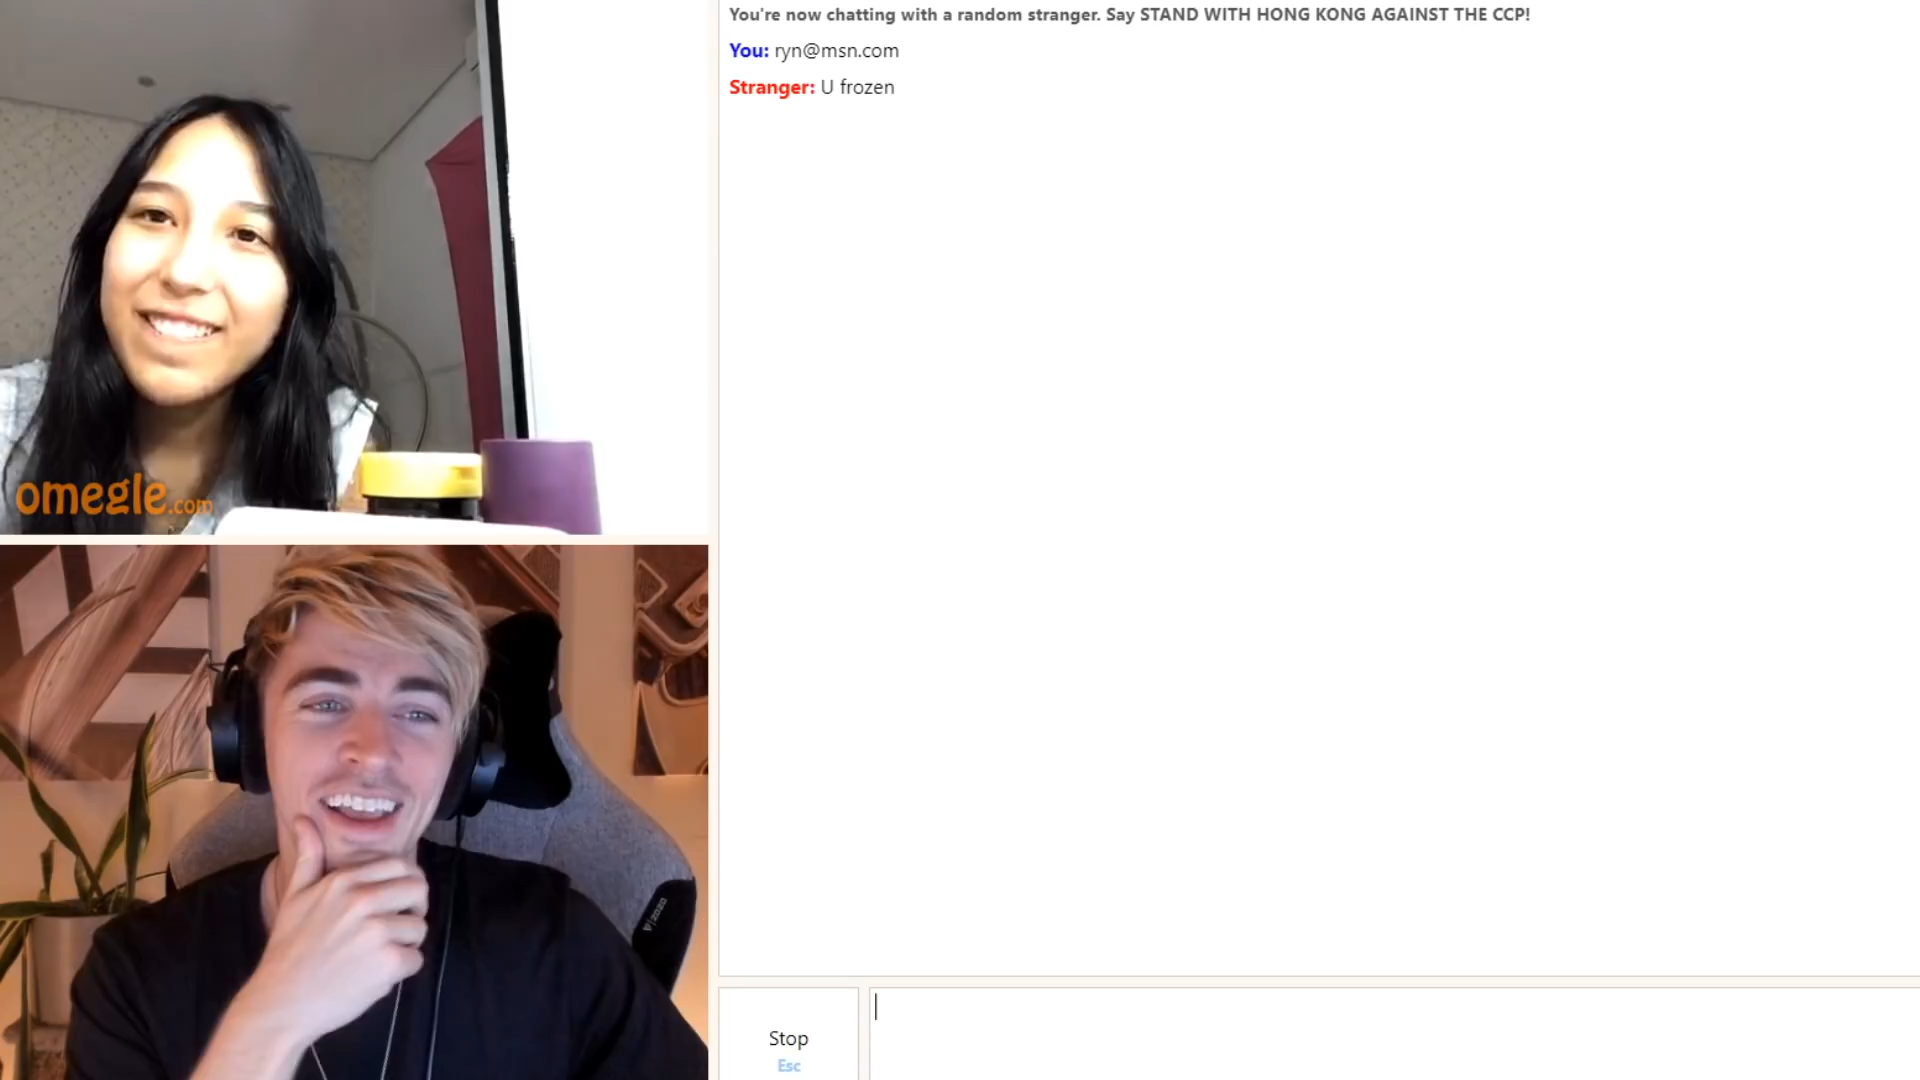 You're now chatting with a random stranger. Say STAND WITH HONG KONG AGAINST THE CCP!
You: ryn@msn.com
Stranger: U frozen
omegle.com
Stop
Esc